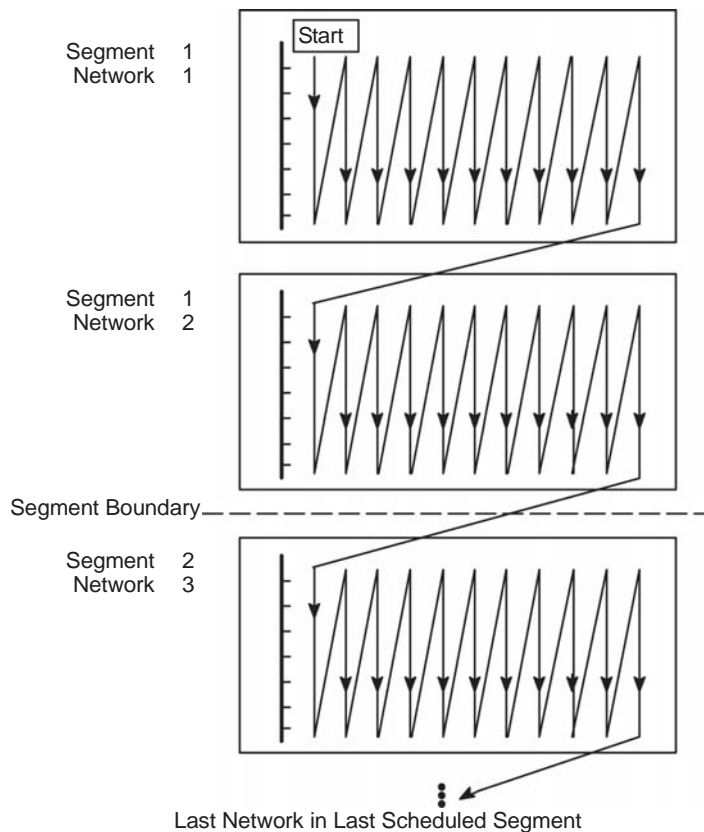 Start
Segment 1
Network 1
Segment 1
Network 2
Segment Boundary
Segment 2
Network 3
Last Network in Last Scheduled Segment